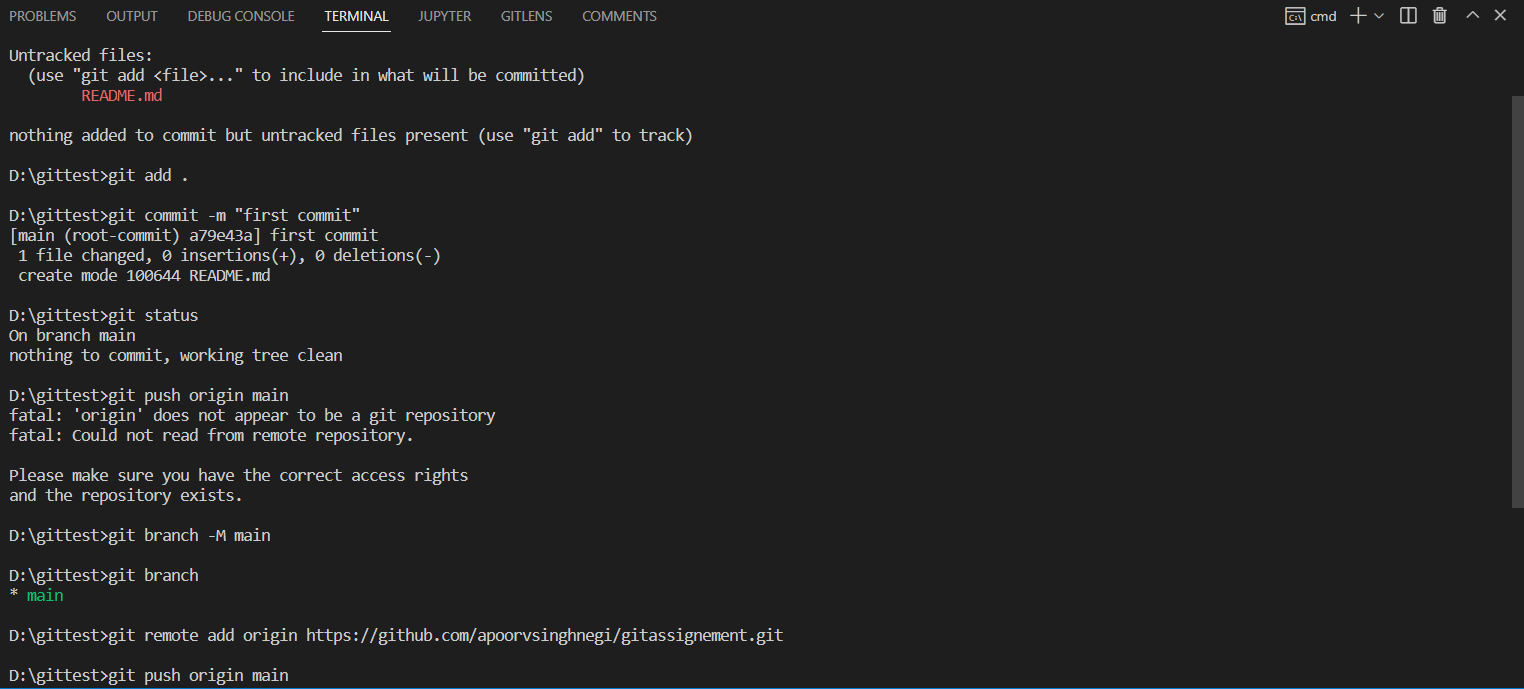 PROBLEMS OUTPUT DEBUG CONSOLE TERMINAL JUPYTER GITLENS COMMENTS cmd
Untracked files:
  (use "git add <file>..." to include in what will be committed)
        README.md
nothing added to commit but untracked files present (use "git add" to track)
D:\gittest>git add .
D:\gittest>git commit -m "first commit"
[main (root-commit) a79e43a] first commit
 1 file changed, 0 insertions(+), 0 deletions(-)
 create mode 100644 README.md
D:\gittest>git status
On branch main
nothing to commit, working tree clean
D:\gittest>git push origin main
fatal: 'origin' does not appear to be a git repository
fatal: Could not read from remote repository.
Please make sure you have the correct access rights
and the repository exists.
D:\gittest>git branch -M main
D:\gittest>git branch
* main
D:\gittest>git remote add origin https://github.com/apoorvsinghnegi/gitassignement.git
D:\gittest>git push origin main